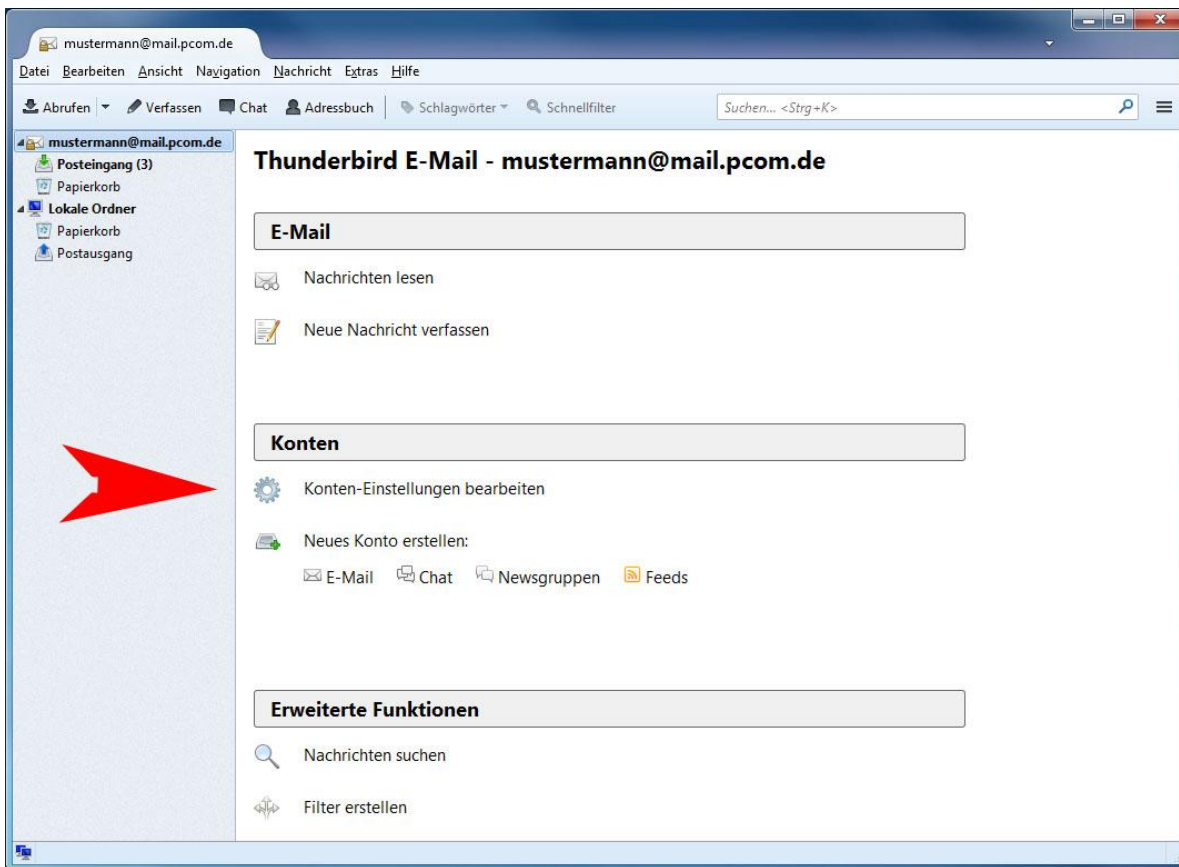 mustermann@mail.pcom.de
Datei Bearbeiten Ansicht Navigation Nachricht Extras Hilfe
Abrufen Verfassen Chat Adressbuch Schlagwörter Schnellfilter Suchen... <Strg+K>
mustermann@mail.pcom.de
Posteingang (3)
Papierkorb
Lokale Ordner
Papierkorb
Postausgang
Thunderbird E-Mail - mustermann@mail.pcom.de
E-Mail
Nachrichten lesen
Neue Nachricht verfassen
Konten
Konten-Einstellungen bearbeiten
Neues Konto erstellen:
E-Mail Chat Newsgruppen Feeds
Erweiterte Funktionen
Nachrichten suchen
Filter erstellen